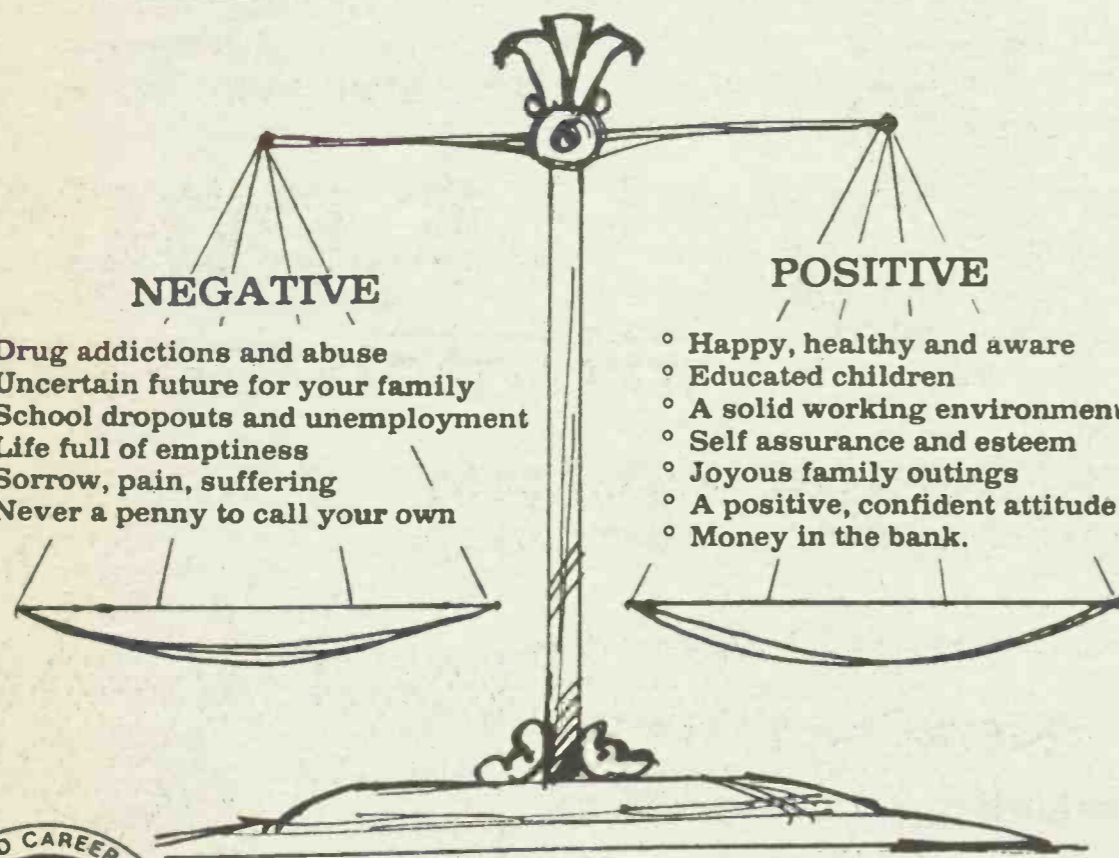 NEGATIVE
Drug addictions and abuse
Uncertain future for your family
School dropouts and unemployment
Life full of emptiness
Sorrow, pain, suffering
Never a penny to call your own
POSITIVE
° Happy, healthy and aware
° Educated children
° A solid working environment
° Self assurance and esteem
° Joyous family outings
° A positive, confident attitude
° Money in the bank.
CAREER